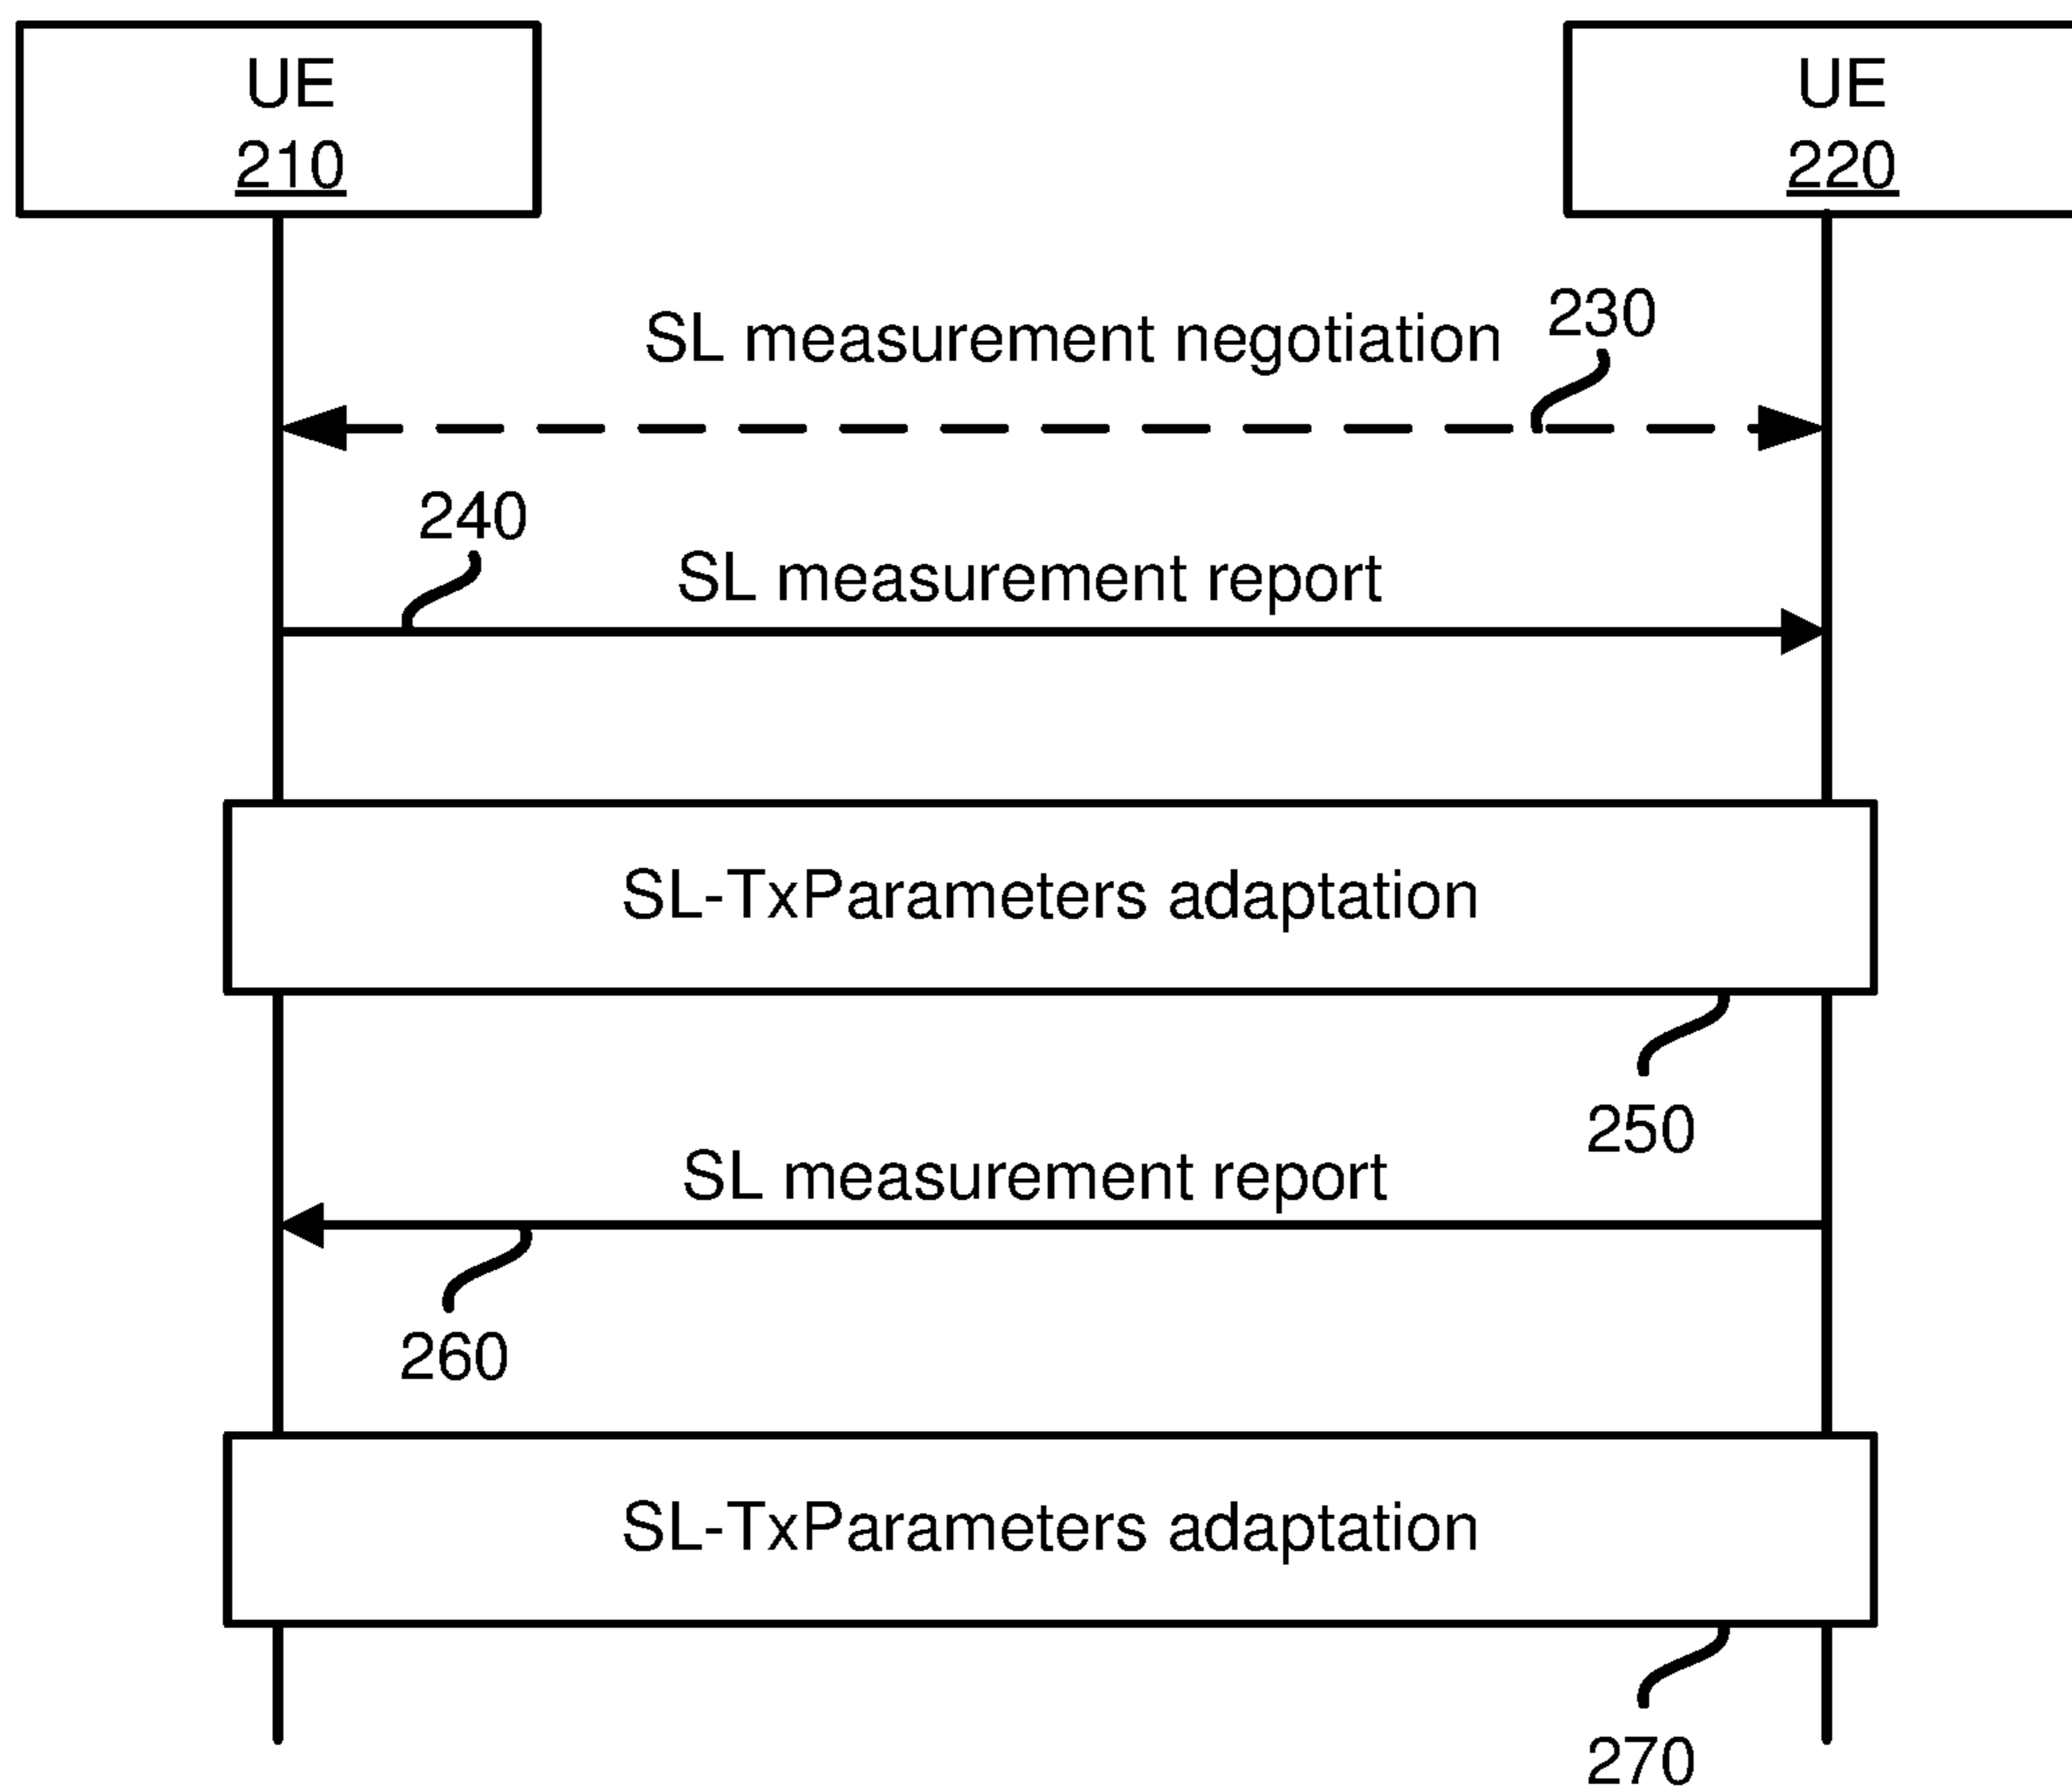 UE
210
UE
220
230
SL measurement negotiation
240
SL measurement report
SL-TxParameters adaptation
250
SL measurement report
260
SL-TxParameters adaptation
270